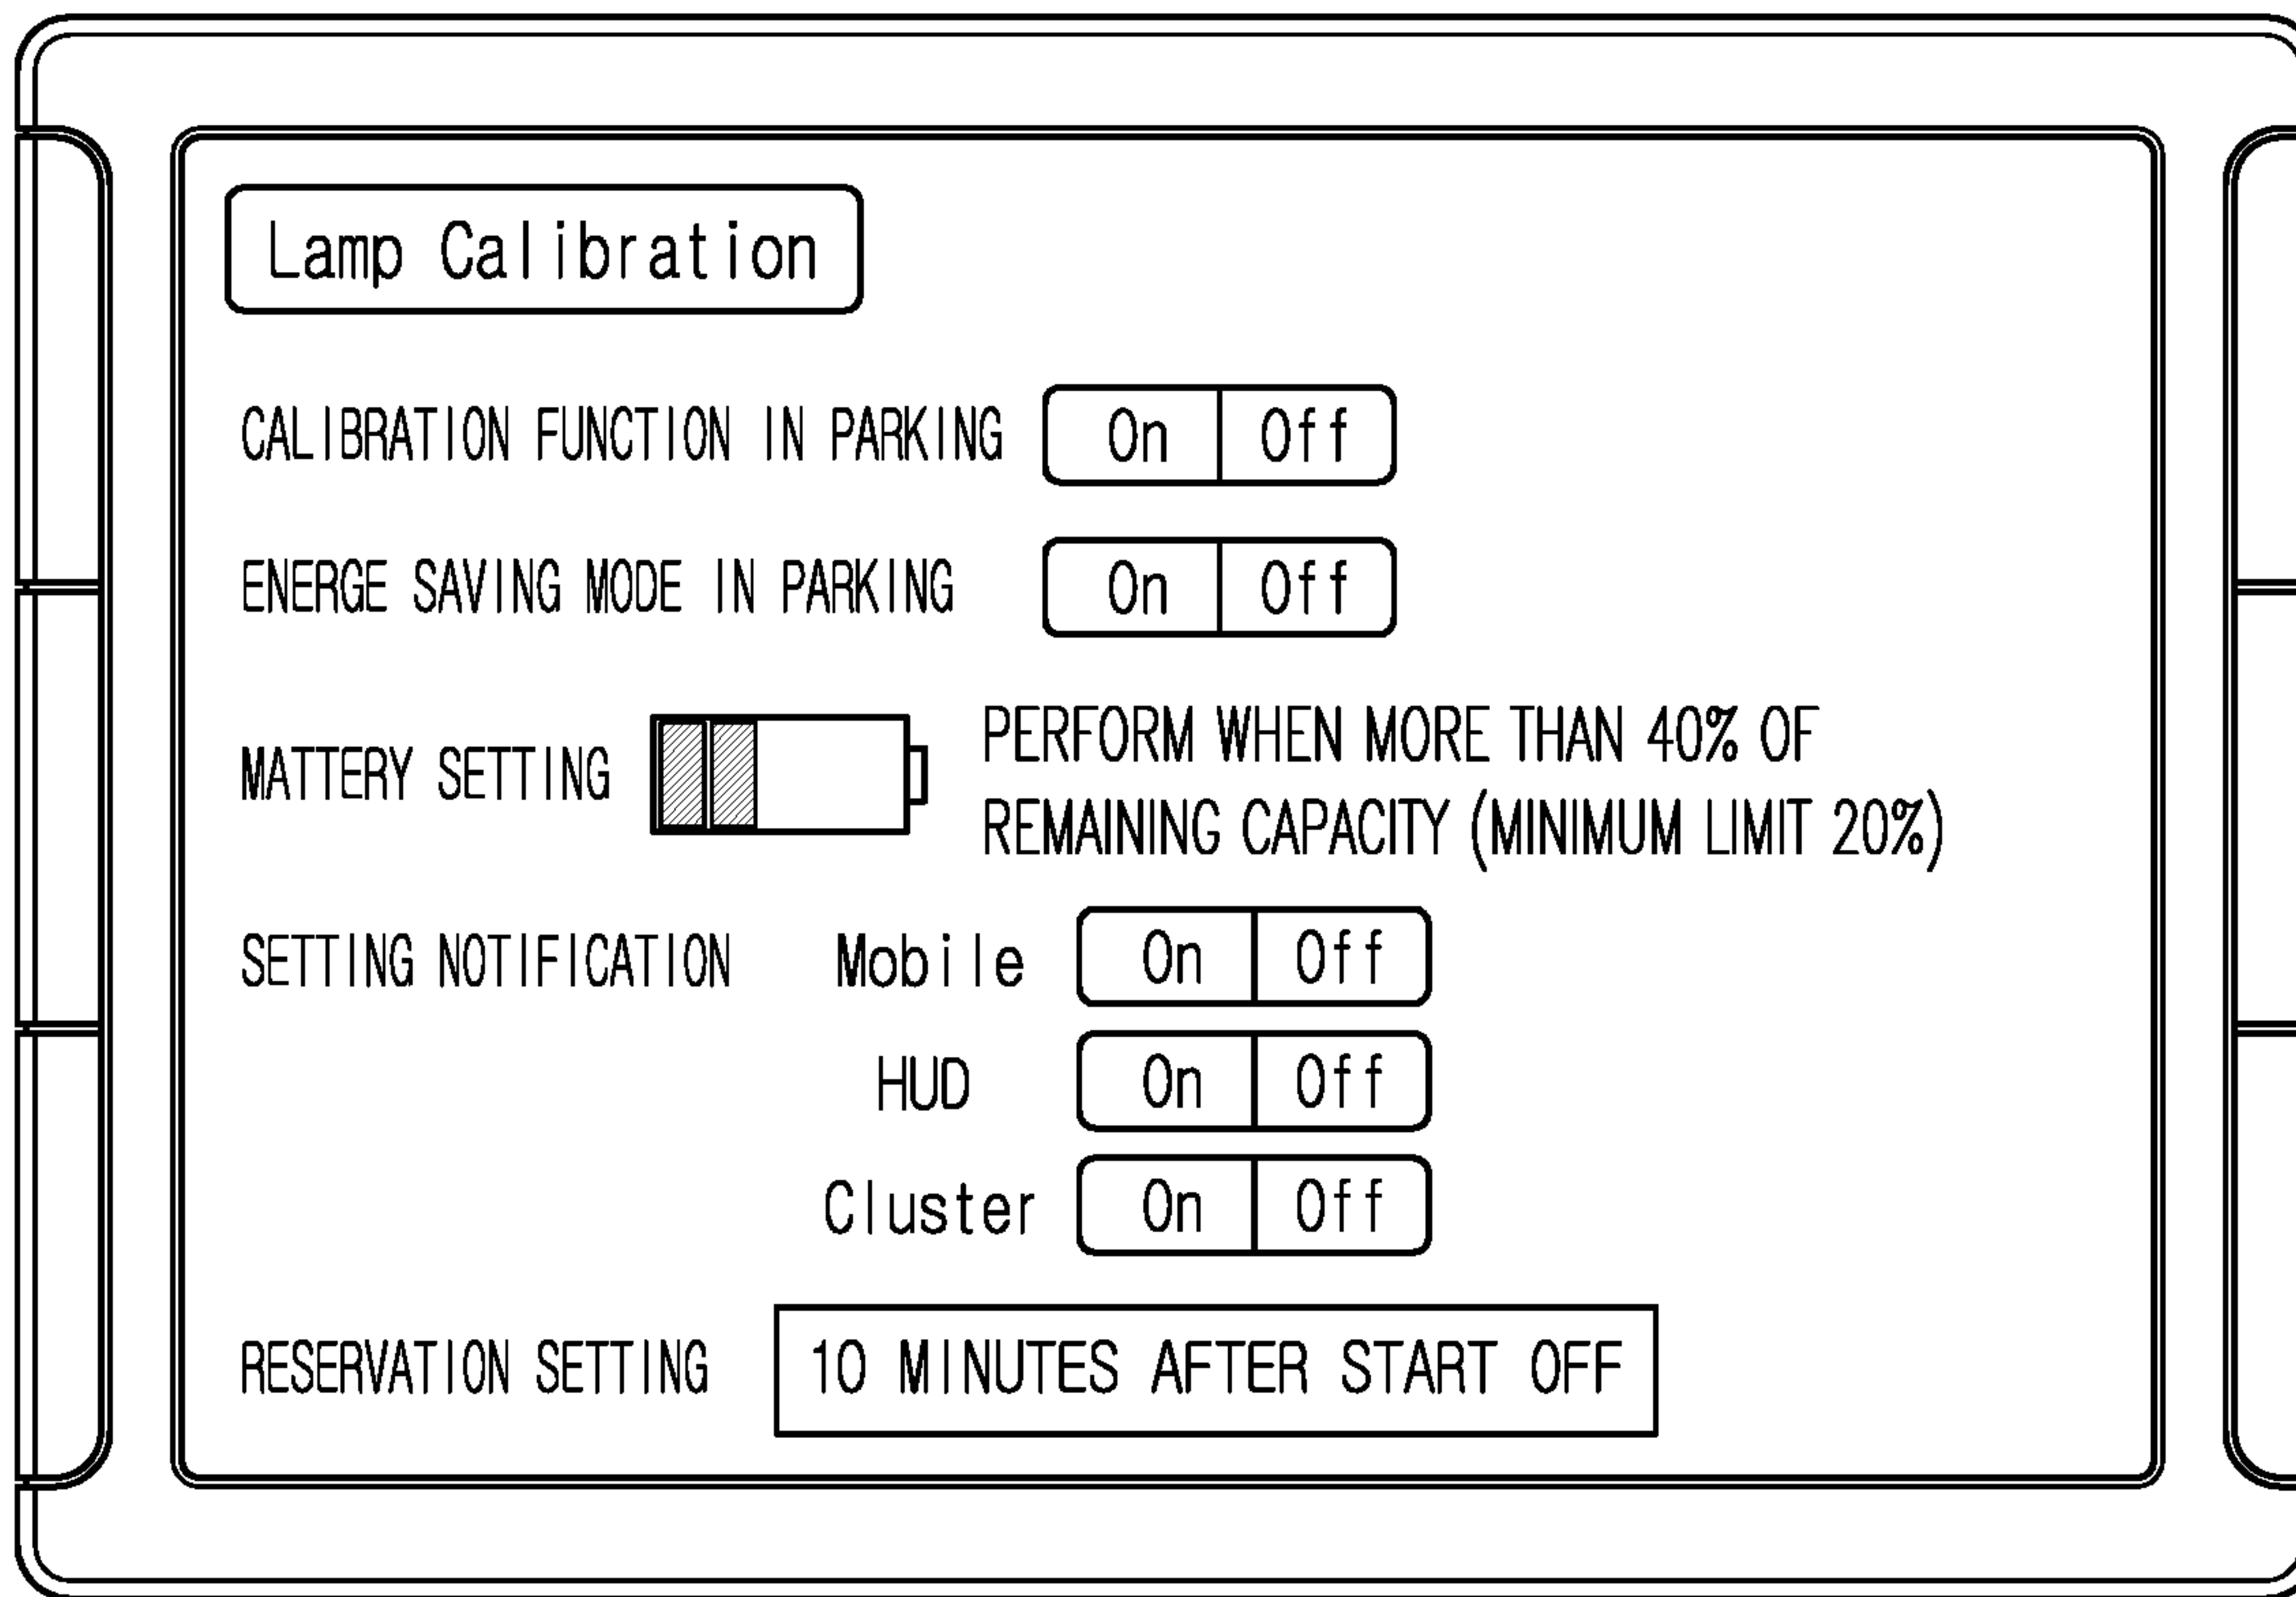 Lamp Calibration
CALIBRATION FUNCTION IN PARKING On Off
ENERGE SAVING MODE IN PARKING On Off
MATTERY SETTING PERFORM WHEN MORE THAN 40% OF
REMAINING CAPACITY (MINIMUM LIMIT 20%)
SETTING NOTIFICATION Mobile On Off
HUD On Off
Cluster On Off
RESERVATION SETTING 10 MINUTES AFTER START OFF